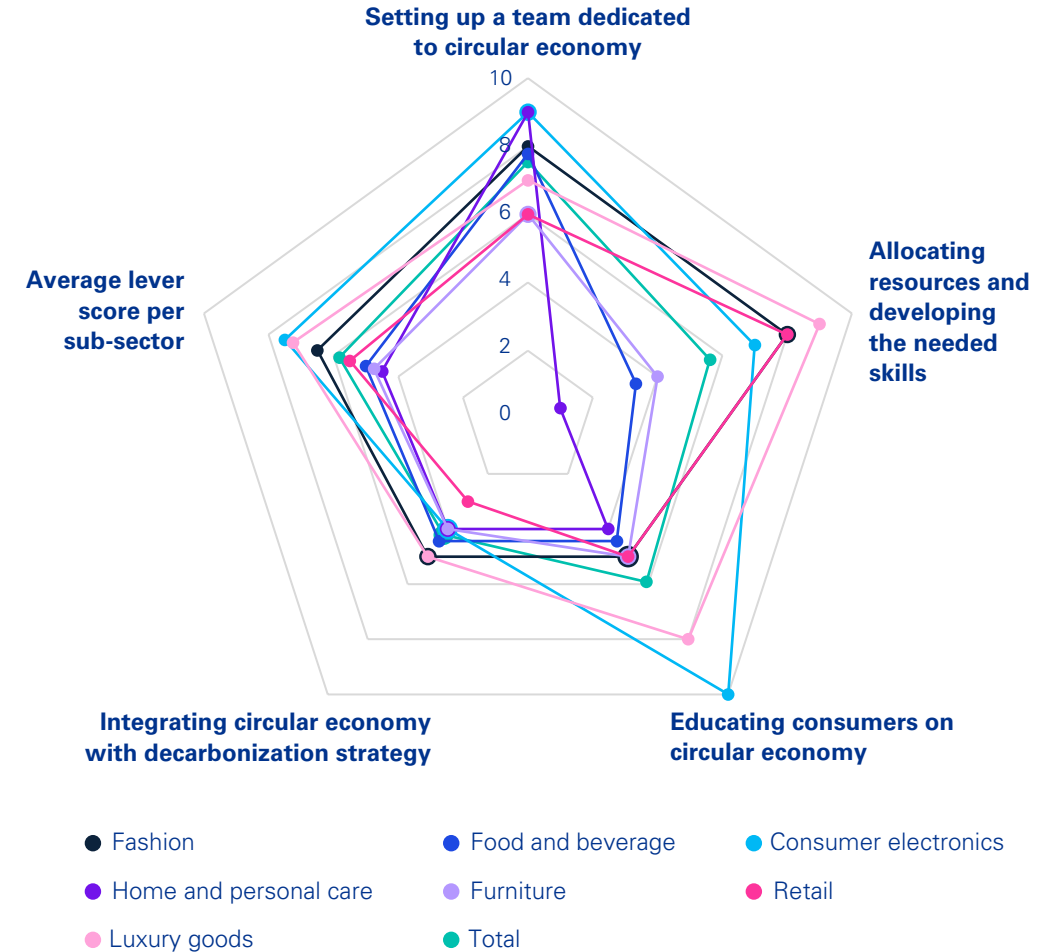 Setting up a team dedicated
to circular economy
10
8
6
4
2
0
Average lever
score per
sub-sector
Allocating
resources and
developing
the needed
skills
Integrating circular economy
with decarbonization strategy
Educating consumers on
circular economy
Fashion
Food and beverage
Consumer electronics
Home and personal care
Furniture
Retail
Luxury goods
Total